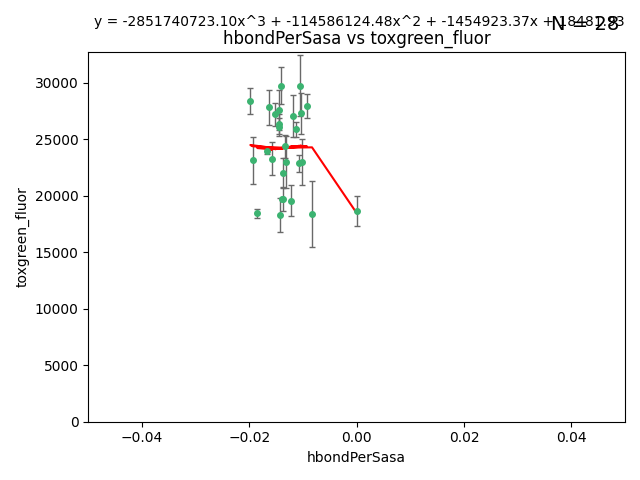 y = -2851740723.10x^3 + -114586124.48x^2 + -1454923.37x + 18481.93
N = 28
hbondPerSasa vs toxgreen_fluor
30000
25000
20000
15000
10000
5000
0
toxgreen_fluor
−0.04
−0.02
0.00
0.02
0.04
hbondPerSasa